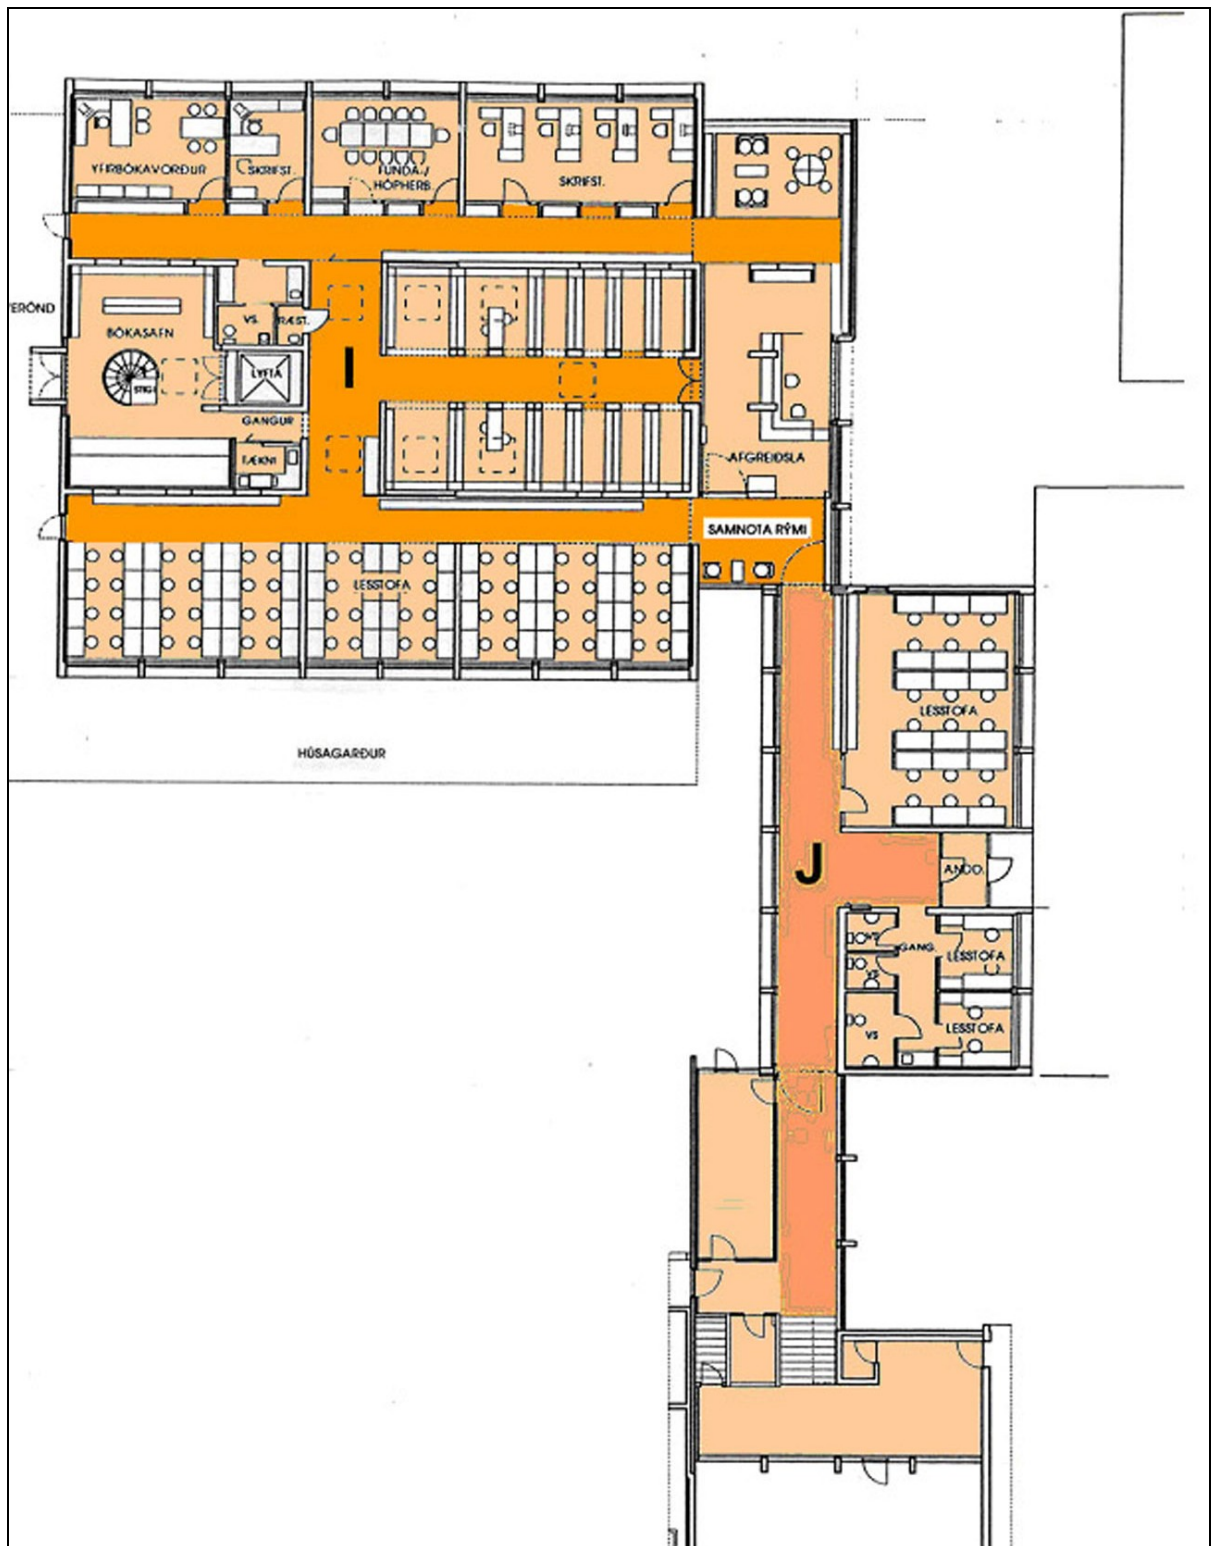 YFIRBÓKAVÖRÐUR
SKRIFST.
FUNDA-/
HÓPHERB.
SKRIFST.
BÓKASAFN
VS.
RÆST.
LYFTA
STIGI
GANGUR
TÆKNI
I
AFGREIÐSLA
SAMNOTA RÝMI
LESSTOFA
LESSTOFA
HÚSAGARÐUR
J
ANDD.
VS
GANG.
LESSTOFA
VS
LESSTOFA
VS